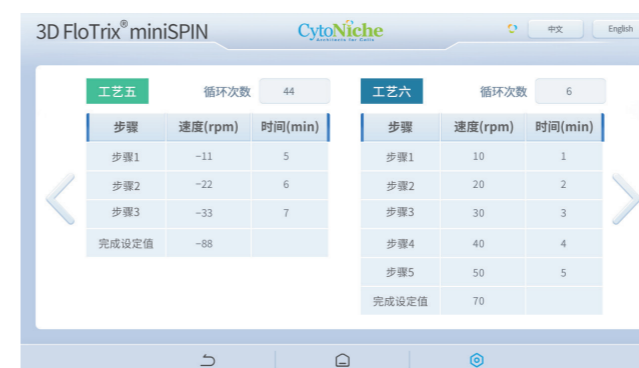 3D FloTrix®miniSPIN
CytoNiche
Architects for Cells
中文
English
工艺五 循环次数 44
步骤 速度(rpm) 时间(min)
步骤1 -11 5
步骤2 -22 6
步骤3 -33 7
完成设定值 -88
工艺六 循环次数 6
步骤 速度(rpm) 时间(min)
步骤1 10 1
步骤2 20 2
步骤3 30 3
步骤4 40 4
步骤5 50 5
完成设定值 70